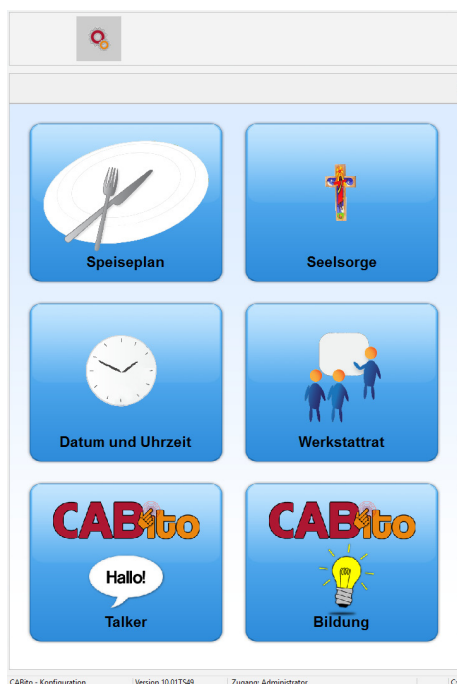 Speiseplan
Seelsorge
Datum und Uhrzeit
Werkstattrat
CABito
Hallo!
Talker
CABito
Bildung
CABito - Konfiguration
Version 10.01TS49
Zugang: Administrator